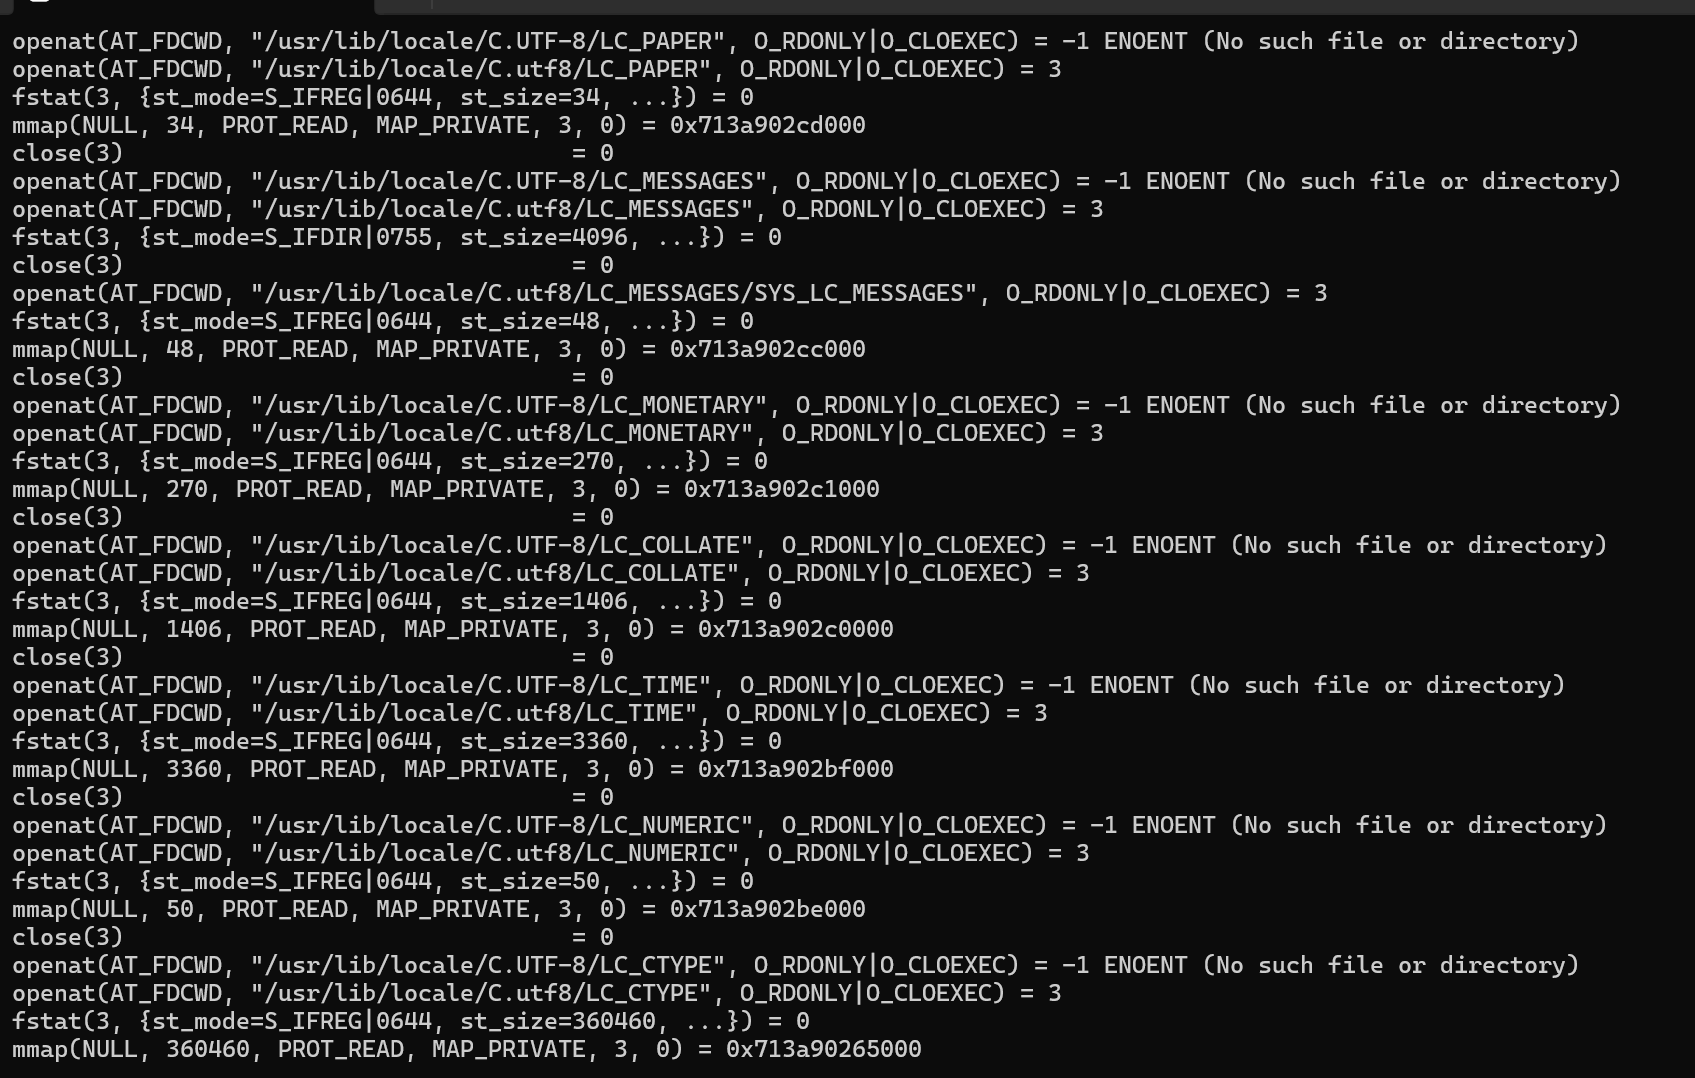 openat(AT_FDCWD, "/usr/lib/locale/C.UTF-8/LC_PAPER", O_RDONLY|O_CLOEXEC) = -1 ENOENT (No such file or directory)
openat(AT_FDCWD, "/usr/lib/locale/C.utf8/LC_PAPER", O_RDONLY|O_CLOEXEC) = 3
fstat(3, {st_mode=S_IFREG|0644, st_size=34, ...}) = 0
mmap(NULL, 34, PROT_READ, MAP_PRIVATE, 3, 0) = 0x713a902cd000
close(3)                                = 0
openat(AT_FDCWD, "/usr/lib/locale/C.UTF-8/LC_MESSAGES", O_RDONLY|O_CLOEXEC) = -1 ENOENT (No such file or directory)
openat(AT_FDCWD, "/usr/lib/locale/C.utf8/LC_MESSAGES", O_RDONLY|O_CLOEXEC) = 3
fstat(3, {st_mode=S_IFDIR|0755, st_size=4096, ...}) = 0
close(3)                                = 0
openat(AT_FDCWD, "/usr/lib/locale/C.utf8/LC_MESSAGES/SYS_LC_MESSAGES", O_RDONLY|O_CLOEXEC) = 3
fstat(3, {st_mode=S_IFREG|0644, st_size=48, ...}) = 0
mmap(NULL, 48, PROT_READ, MAP_PRIVATE, 3, 0) = 0x713a902cc000
close(3)                                = 0
openat(AT_FDCWD, "/usr/lib/locale/C.UTF-8/LC_MONETARY", O_RDONLY|O_CLOEXEC) = -1 ENOENT (No such file or directory)
openat(AT_FDCWD, "/usr/lib/locale/C.utf8/LC_MONETARY", O_RDONLY|O_CLOEXEC) = 3
fstat(3, {st_mode=S_IFREG|0644, st_size=270, ...}) = 0
mmap(NULL, 270, PROT_READ, MAP_PRIVATE, 3, 0) = 0x713a902c1000
close(3)                                = 0
openat(AT_FDCWD, "/usr/lib/locale/C.UTF-8/LC_COLLATE", O_RDONLY|O_CLOEXEC) = -1 ENOENT (No such file or directory)
openat(AT_FDCWD, "/usr/lib/locale/C.utf8/LC_COLLATE", O_RDONLY|O_CLOEXEC) = 3
fstat(3, {st_mode=S_IFREG|0644, st_size=1406, ...}) = 0
mmap(NULL, 1406, PROT_READ, MAP_PRIVATE, 3, 0) = 0x713a902c0000
close(3)                                = 0
openat(AT_FDCWD, "/usr/lib/locale/C.UTF-8/LC_TIME", O_RDONLY|O_CLOEXEC) = -1 ENOENT (No such file or directory)
openat(AT_FDCWD, "/usr/lib/locale/C.utf8/LC_TIME", O_RDONLY|O_CLOEXEC) = 3
fstat(3, {st_mode=S_IFREG|0644, st_size=3360, ...}) = 0
mmap(NULL, 3360, PROT_READ, MAP_PRIVATE, 3, 0) = 0x713a902bf000
close(3)                                = 0
openat(AT_FDCWD, "/usr/lib/locale/C.UTF-8/LC_NUMERIC", O_RDONLY|O_CLOEXEC) = -1 ENOENT (No such file or directory)
openat(AT_FDCWD, "/usr/lib/locale/C.utf8/LC_NUMERIC", O_RDONLY|O_CLOEXEC) = 3
fstat(3, {st_mode=S_IFREG|0644, st_size=50, ...}) = 0
mmap(NULL, 50, PROT_READ, MAP_PRIVATE, 3, 0) = 0x713a902be000
close(3)                                = 0
openat(AT_FDCWD, "/usr/lib/locale/C.UTF-8/LC_CTYPE", O_RDONLY|O_CLOEXEC) = -1 ENOENT (No such file or directory)
openat(AT_FDCWD, "/usr/lib/locale/C.utf8/LC_CTYPE", O_RDONLY|O_CLOEXEC) = 3
fstat(3, {st_mode=S_IFREG|0644, st_size=360460, ...}) = 0
mmap(NULL, 360460, PROT_READ, MAP_PRIVATE, 3, 0) = 0x713a90265000